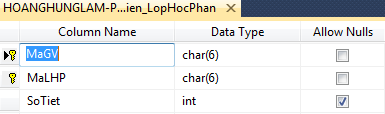 HOANGHUNGLAM-P...ien_LopHocPhan
Column Name Data Type Allow Nulls
MaGV char(6)
MaLHP char(6)
SoTiet int